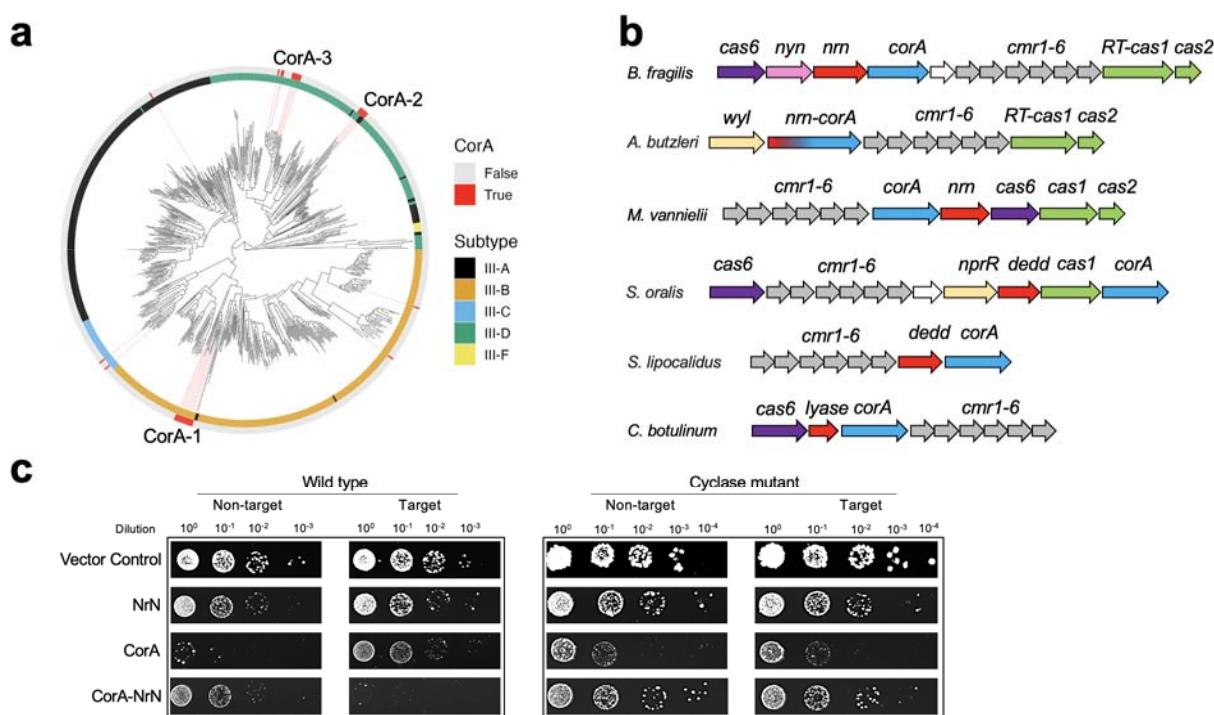 a
CorA-3
CorA-2
CorA-1
CorA
False
True
Subtype
III-A
III-B
III-C
III-D
III-F
b
cas6 nyn nrn corA cmr1-6 RT-cas1 cas2
B. fragilis
wyl nrn-corA cmr1-6 RT-cas1 cas2
A. butzleri
cmr1-6 corA nrn cas6 cas1 cas2
M. vannielii
cas6 cmr1-6 nprR dedd cas1 corA
S. oralis
cmr1-6 dedd corA
S. lipocalidus
cas6 lyase corA cmr1-6
C. botulinum
c
Wild type Cyclase mutant
Non-target Target Non-target Target
Dilution 10⁰ 10⁻¹ 10⁻² 10⁻³ 10⁰ 10⁻¹ 10⁻² 10⁻³ 10⁰ 10⁻¹ 10⁻² 10⁻³ 10⁻⁴ 10⁰ 10⁻¹ 10⁻² 10⁻³ 10⁻⁴
Vector Control
NrN
CorA
CorA-NrN